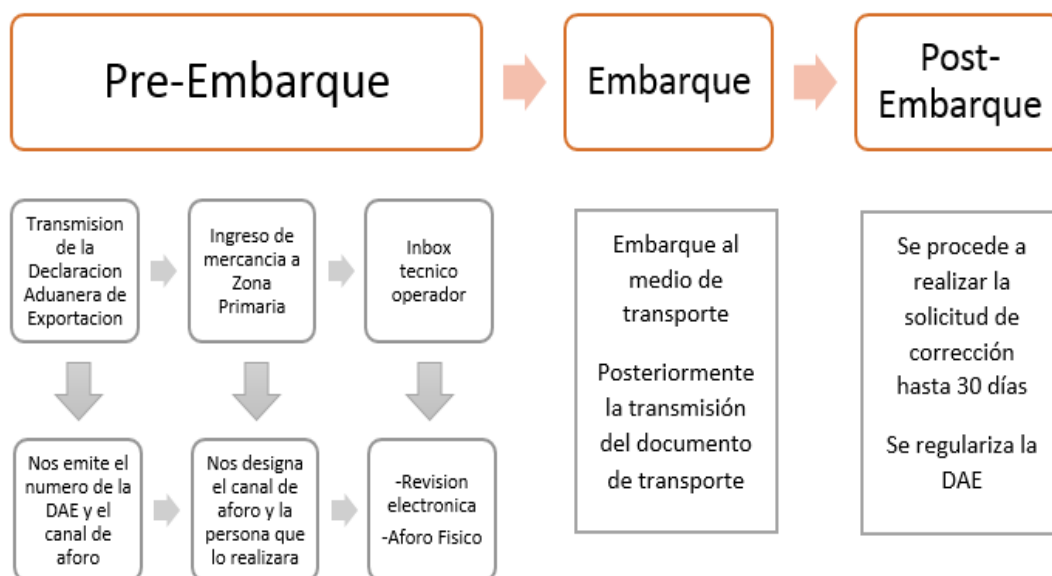 Pre-Embarque
Embarque
Post-
Embarque
Transmision
de la
Declaracion
Aduanera de
Exportacion
Ingreso de
mercancia a
Zona
Primaria
Inbox
tecnico
operador
Nos emite el
numero de la
DAE y el
canal de
aforo
Nos designa
el canal de
aforo y la
persona que
lo realizara
-Revision
electronica
-Aforo Fisico
Embarque al
medio de
transporte
Posteriormente
la transmisión
del documento
de transporte
Se procede a
realizar la
solicitud de
corrección
hasta 30 días
Se regulariza la
DAE